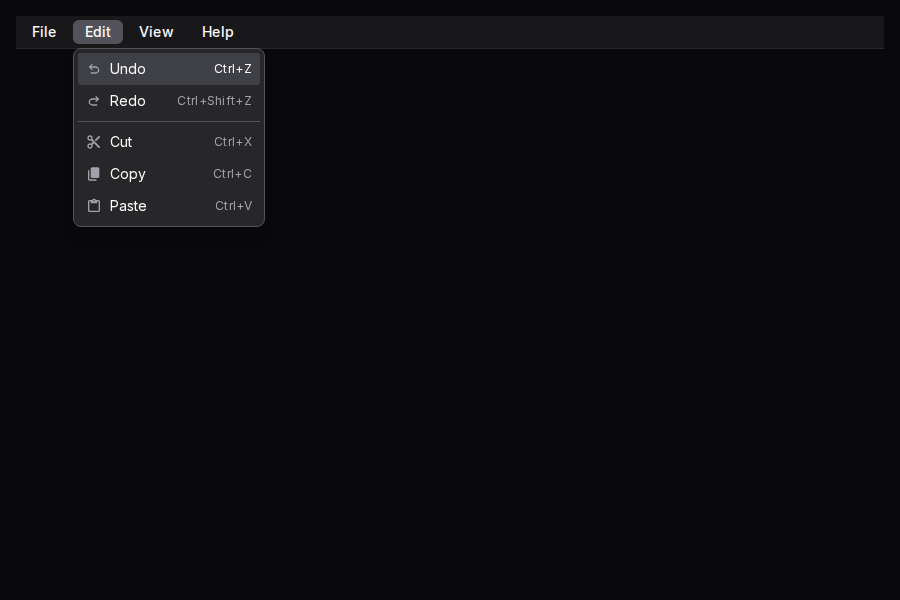 File Edit View Help
Undo Ctrl+Z
Redo Ctrl+Shift+Z
Cut Ctrl+X
Copy Ctrl+C
Paste Ctrl+V